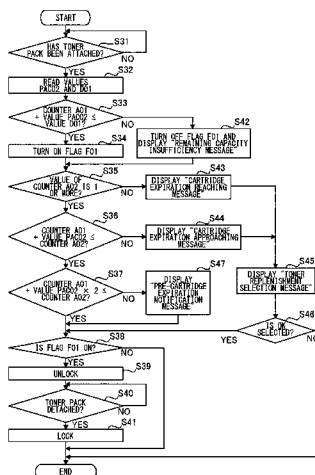 START
S31
HAS TONER
PACK BEEN ATTACHED?
NO
YES
S32
READ VALUES
PAC02 AND D01
S33
COUNTER A01
+ VALUE PAC02 ≤
VALUE D01?
NO
YES
S34
TURN ON FLAG F01
S42
TURN OFF FLAG F01 AND
DISPLAY "REMAINING CAPACITY
INSUFFICIENCY MESSAGE"
S35
VALUE OF
COUNTER A02 IS 1
OR MORE?
NO
YES
S43
DISPLAY "CARTRIDGE
EXPIRATION REACHING
MESSAGE"
S36
COUNTER A01
+ VALUE PAC02 ≤
COUNTER A02?
NO
YES
S44
DISPLAY "CARTRIDGE
EXPIRATION APPROACHING
MESSAGE"
S37
COUNTER A01
+ VALUE PAC02 × 2 ≤
COUNTER A02?
NO
YES
S47
DISPLAY
"PRE-CARTRIDGE
EXPIRATION
NOTIFICATION
MESSAGE"
S45
DISPLAY "TONER
REPLENISHMENT
SELECTION MESSAGE"
S46
IS OK
SELECTED?
YES
NO
S38
IS FLAG F01 ON?
NO
YES
S39
UNLOCK
S40
TONER PACK
DETACHED?
NO
YES
S41
LOCK
END